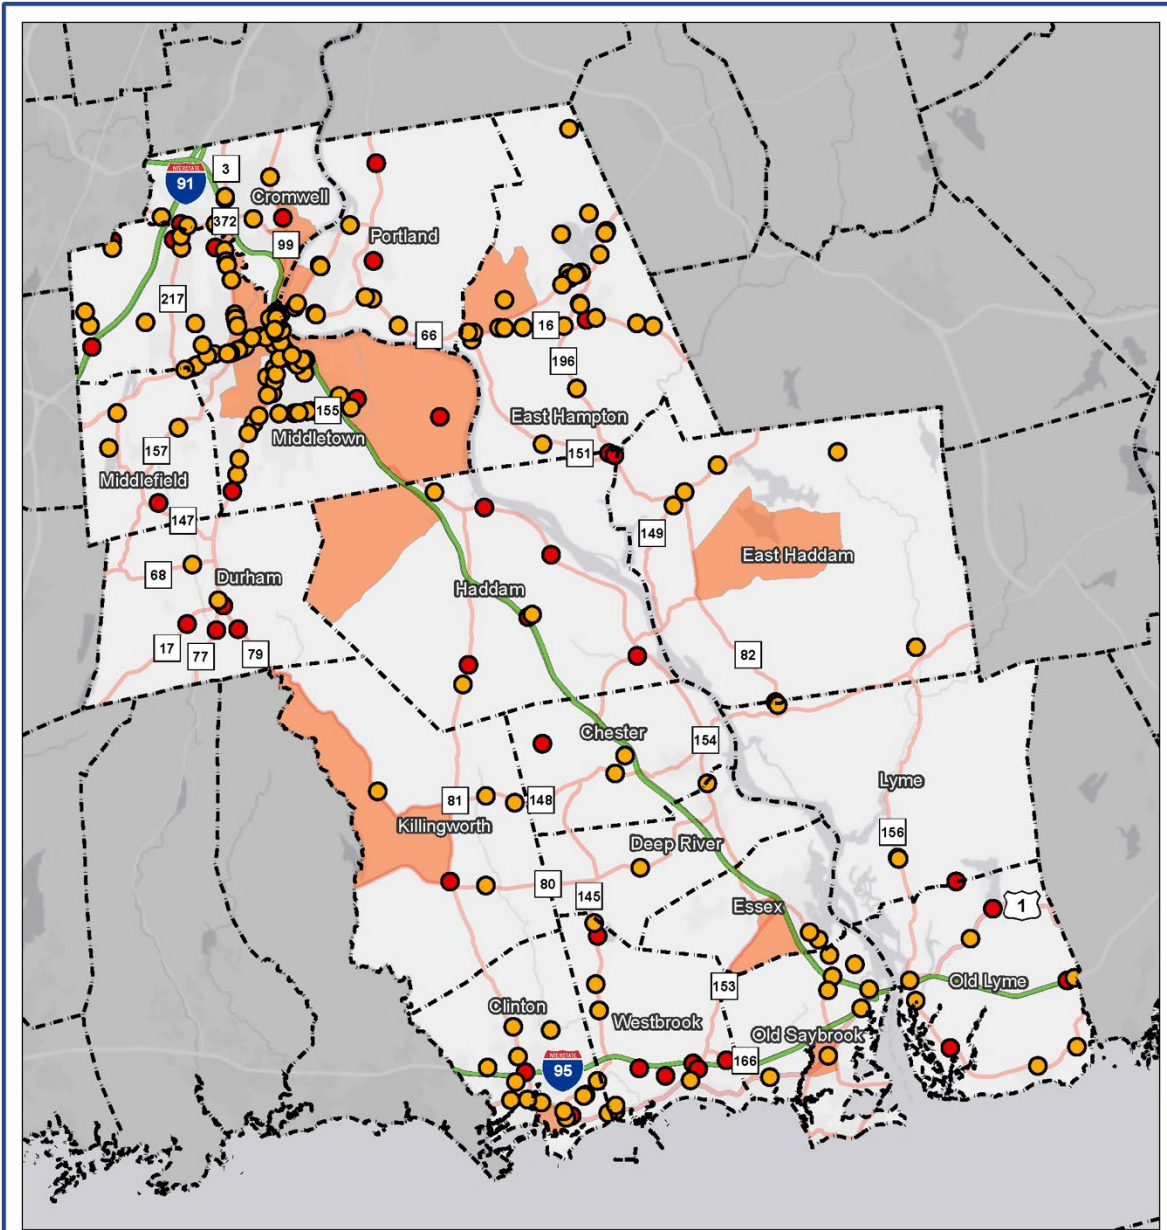 3
INTERSTATE
91
Cromwell
372
99
Portland
217
66
16
196
155
East Hampton
Middletown
151
157
Middlefield
147
149
East Haddam
68
Durham
Haddam
17
77
79
82
Chester
154
Lyme
81
148
Killingworth
156
Deep River
80
145
Essex
1
153
Old Lyme
Clinton
Westbrook
Old Saybrook
INTERSTATE
95
166